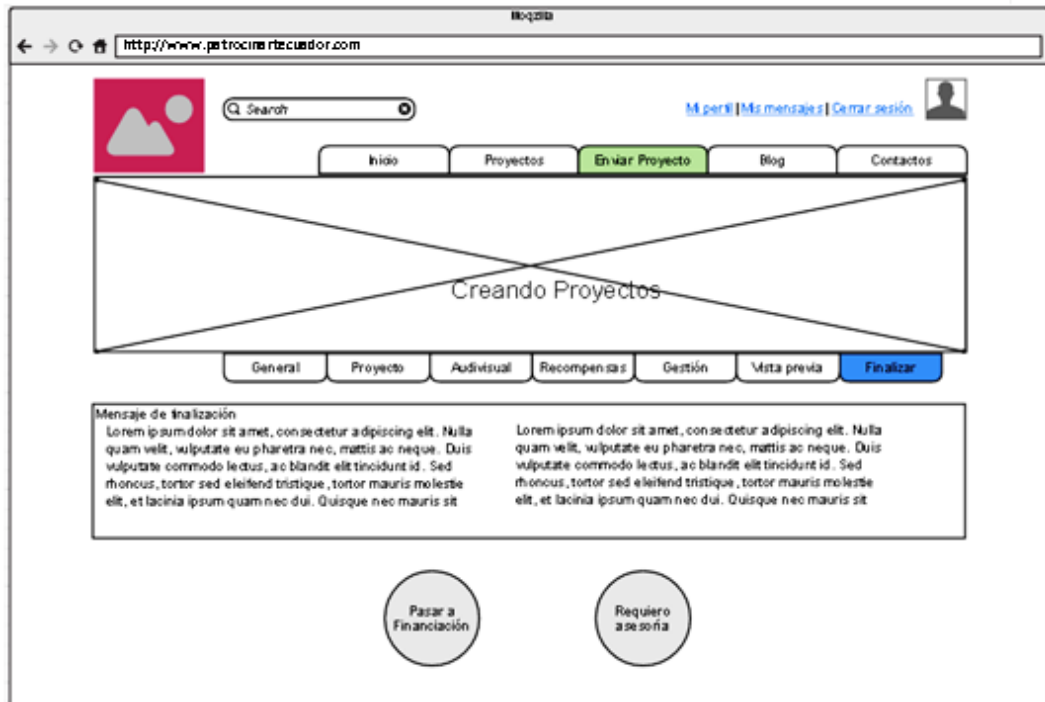 Moqzilla
http://www.patrocinartecuador.com
Search
Mi perfil | Mis mensajes | Cerrar sesión
Inicio
Proyectos
Enviar Proyecto
Blog
Contactos
Creando Proyectos
General
Proyecto
Audivisual
Recompensas
Gestión
Vista previa
Finalizar
Mensaje de finalización
Lorem ipsum dolor sit amet, consectetur adipiscing elit. Nulla
quam velit, vulputate eu pharetra nec, mattis ac neque. Duis
vulputate commodo lectus, ac blandit elit tincidunt id. Sed
rhoncus, tortor sed eleifend tristique, tortor mauris molestie
elit, et lacinia ipsum quam nec dui. Quisque nec mauris sit
Lorem ipsum dolor sit amet, consectetur adipiscing elit. Nulla
quam velit, vulputate eu pharetra nec, mattis ac neque. Duis
vulputate commodo lectus, ac blandit elit tincidunt id. Sed
rhoncus, tortor sed eleifend tristique, tortor mauris molestie
elit, et lacinia ipsum quam nec dui. Quisque nec mauris sit
Pasar a
Financiación
Requiero
asesoría